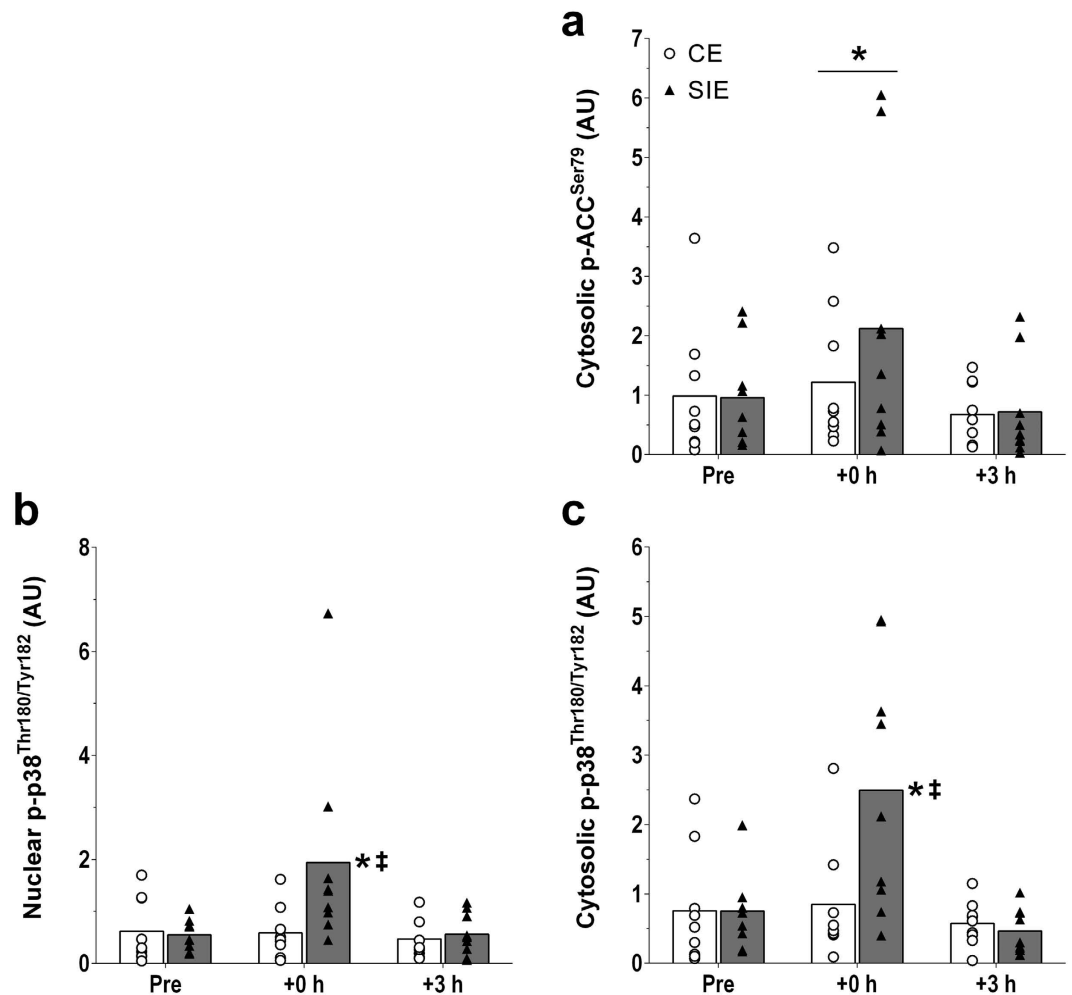 a
Cytosolic p-ACC^Ser79 (AU)
7
6
5
4
3
2
1
0
○ CE
▲ SIE
*
Pre
+0 h
+3 h
b
Nuclear p-p38^Thr180/Tyr182 (AU)
8
6
4
2
0
*‡
Pre
+0 h
+3 h
c
Cytosolic p-p38^Thr180/Tyr182 (AU)
6
5
4
3
2
1
0
*‡
Pre
+0 h
+3 h